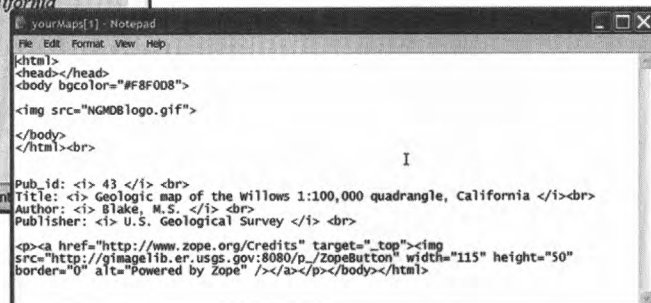 ifornia
yourMaps[1] - Notepad
File Edit Format View Help
<html>
<head></head>
<body bgcolor="#F8F0D8">
<img src="NGMDBlogo.gif">
</body>
</html><br>
Pub_id: <i> 43 </i> <br>
Title: <i> Geologic map of the Willows 1:100,000 quadrangle, California </i><br>
Author: <i> Blake, M.S. </i> <br>
Publisher: <i> U.S. Geological Survey </i> <br>
<p><a href="http://www.zope.org/Credits" target="_top"><img
src="http://gimagelib.er.usgs.gov:8080/p_/ZopeButton" width="115" height="50"
border="0" alt="Powered by Zope" /></a></p></body></html>